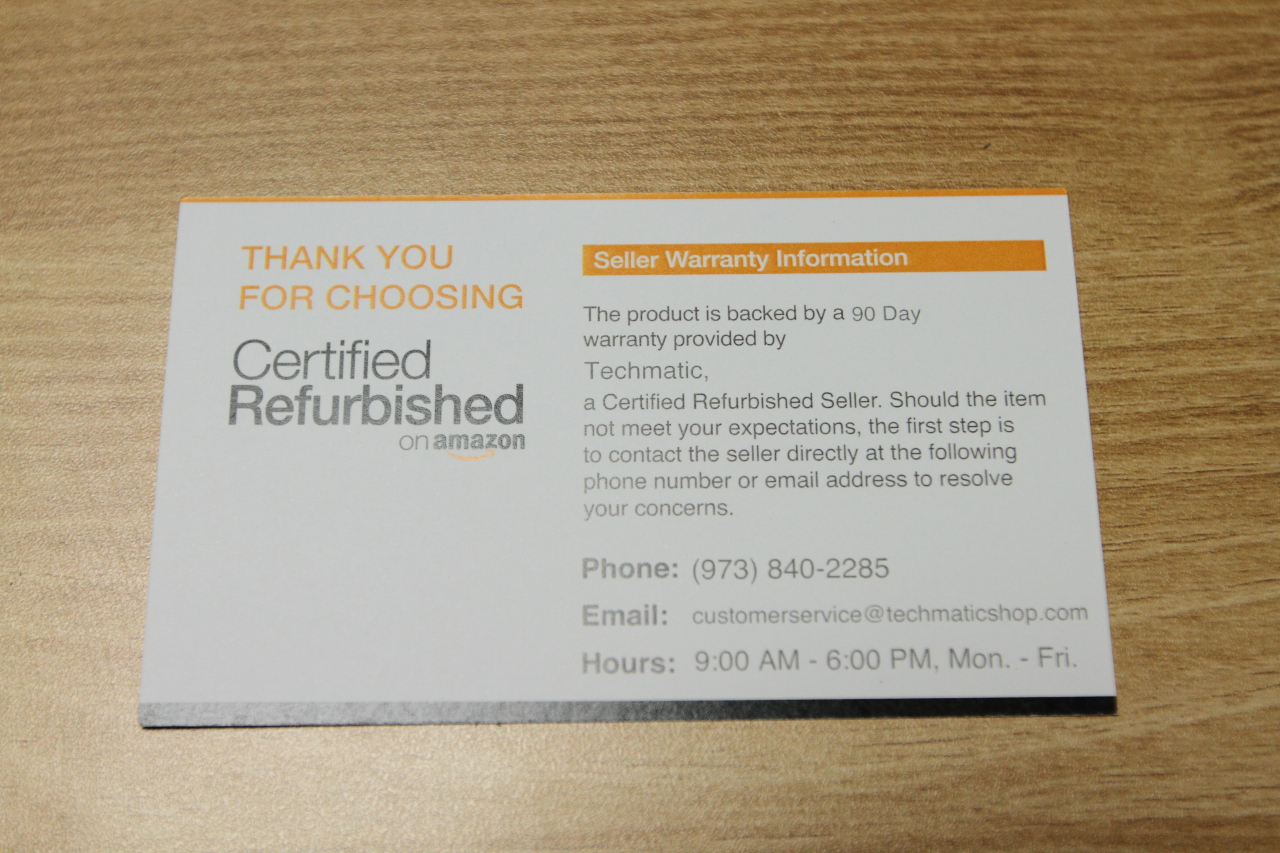 THANK YOU
FOR CHOOSING
Certified
Refurbished
on amazon
Seller Warranty Information
The product is backed by a 90 Day
warranty provided by
Techmatic,
a Certified Refurbished Seller. Should the item
not meet your expectations, the first step is
to contact the seller directly at the following
phone number or email address to resolve
your concerns.
Phone: (973) 840-2285
Email: customerservice@techmaticshop.com
Hours: 9:00 AM - 6:00 PM, Mon. - Fri.